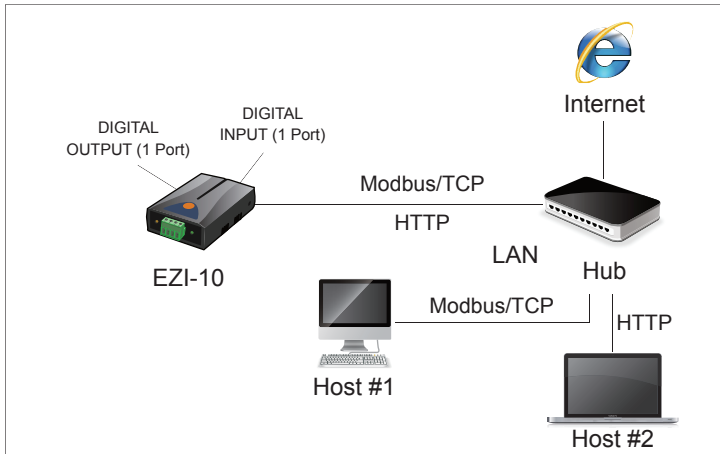 DIGITAL
OUTPUT (1 Port)
DIGITAL
INPUT (1 Port)
Internet
Modbus/TCP
HTTP
EZI-10
LAN
Hub
Modbus/TCP
HTTP
Host #1
Host #2